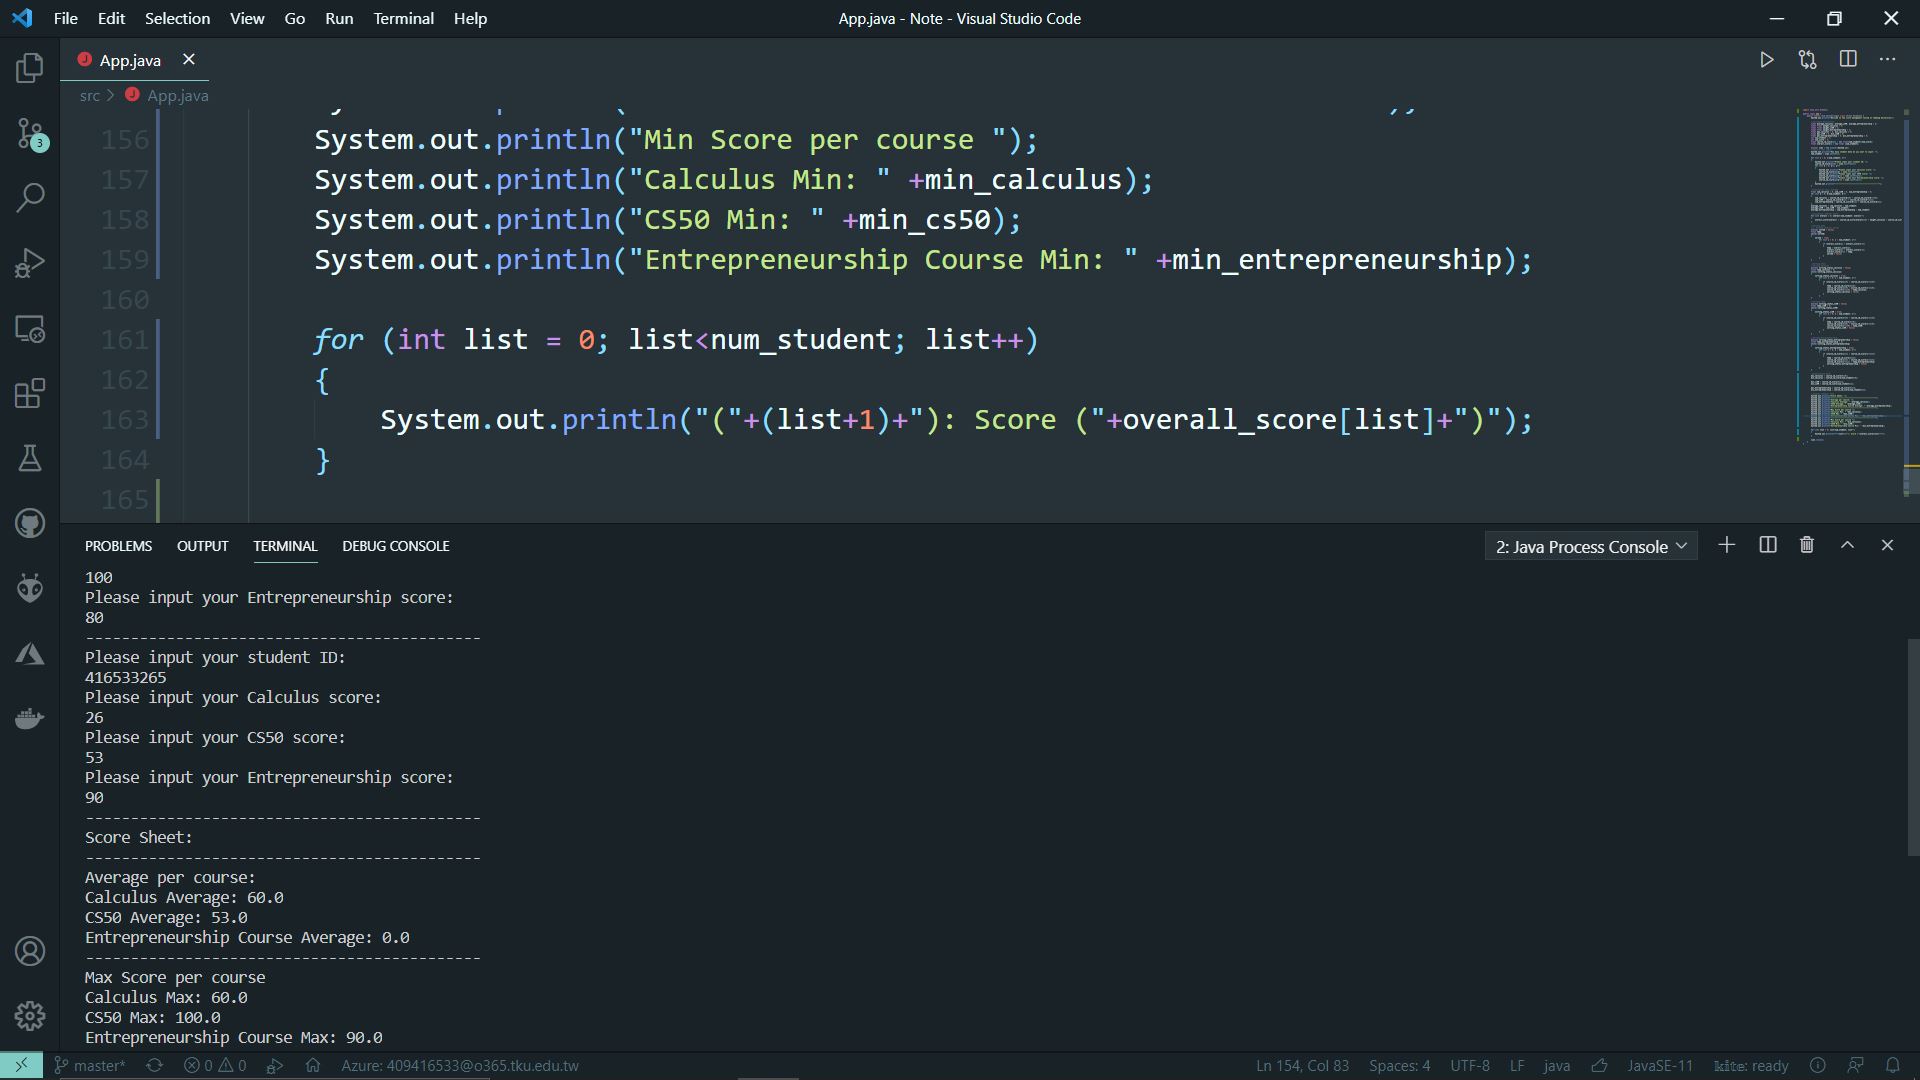 File Edit Selection View Go Run Terminal Help
App.java - Note - Visual Studio Code
App.java
src > App.java
3
156 System.out.println("Min Score per course ");
157 System.out.println("Calculus Min: " +min_calculus);
158 System.out.println("CS50 Min: " +min_cs50);
159 System.out.println("Entrepreneurship Course Min: " +min_entrepreneurship);
160
161 for (int list = 0; list<num_student; list++)
162 {
163 System.out.println("("+(list+1)+"): Score ("+overall_score[list]+")");
164 }
165
PROBLEMS OUTPUT TERMINAL DEBUG CONSOLE
2: Java Process Console
100
Please input your Entrepreneurship score:
80
--------------------------------------------
Please input your student ID:
416533265
Please input your Calculus score:
26
Please input your CS50 score:
53
Please input your Entrepreneurship score:
90
--------------------------------------------
Score Sheet:
--------------------------------------------
Average per course:
Calculus Average: 60.0
CS50 Average: 53.0
Entrepreneurship Course Average: 0.0
--------------------------------------------
Max Score per course
Calculus Max: 60.0
CS50 Max: 100.0
Entrepreneurship Course Max: 90.0
master* 0 0 Azure: 409416533@o365.tku.edu.tw Ln 154, Col 83 Spaces: 4 UTF-8 LF java JavaSE-11 kite: ready